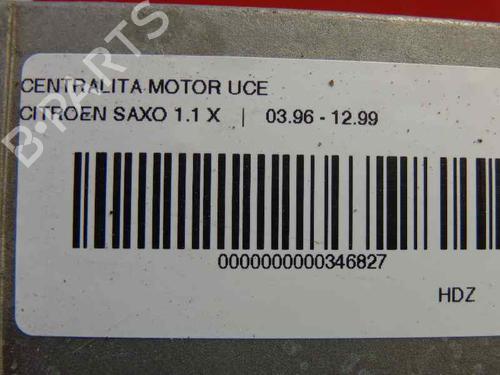 B-PARTS
CENTRALITA MOTOR UCE
CITROEN SAXO 1.1 X | 03.96 - 12.99
0000000000346827
HDZ